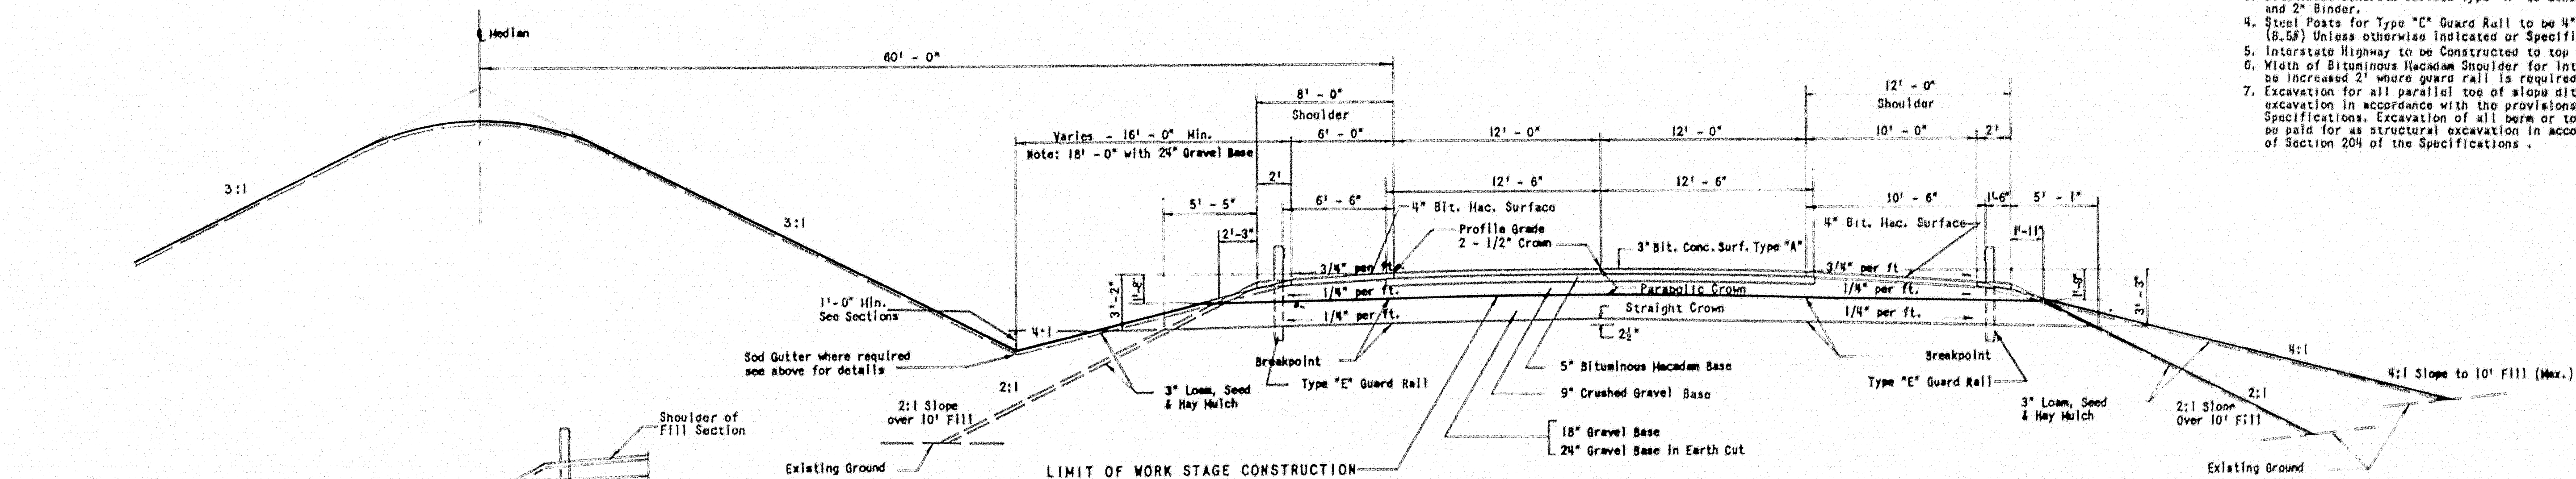 and 2" Binder.
4. Steel Posts for Type "E" Guard Rail to be 4"
(8.5#) Unless otherwise Indicated or Specifi
5. Interstate Highway to be Constructed to top
6. Width of Bituminous Macadam Shoulder for Int
be Increased 2' where guard rail is required
7. Excavation for all parallel toe of slope dit
excavation in accordance with the provisions
Specifications. Excavation of all berm or to
be paid for as structural excavation in acco
of Section 204 of the Specifications .
Median
60' - 0"
8' - 0"
Shoulder
12' - 0"
Shoulder
Varies - 16' - 0" Min.
6' - 0"
12' - 0"
12' - 0"
10' - 0"
2'
Note: 18' - 0" with 24" Gravel Base
2'
12' - 6"
12' - 6"
3:1
3:1
5' - 5"
6' - 6"
4" Bit. Mac. Surface
10' - 6"
1'-6"
5' - 1"
2'-3"
Profile Grade
2 - 1/2" Crown
3" Bit. Conc. Surf. Type "A"
4" Bit. Mac. Surface
1'-11"
3/4" per ft.
3/4" per ft
1'-0" Min.
See Sections
3'-2"
1'-8"
1/4" per ft.
Parabolic Crown
1/4" per ft.
1'-9"
3'-3"
4:1
1/4" per ft.
Straight Crown
1/4" per ft.
2½"
Sod Gutter where required
see above for details
Breakpoint
Breakpoint
5" Bituminous Macadam Base
4:1
2:1
3" Loam, Seed
& Hay Mulch
Type "E" Guard Rail
9" Crushed Gravel Base
Type "E" Guard Rail
3" Loam, Seed
& Hay Mulch
2:1
4:1 Slope to 10' Fill (Max.)
2:1 Slope
over 10' Fill
2:1 Slope
Over 10' Fill
Shoulder of
Fill Section
18" Gravel Base
24" Gravel Base in Earth Cut
Existing Ground
LIMIT OF WORK STAGE CONSTRUCTION
Existing Ground